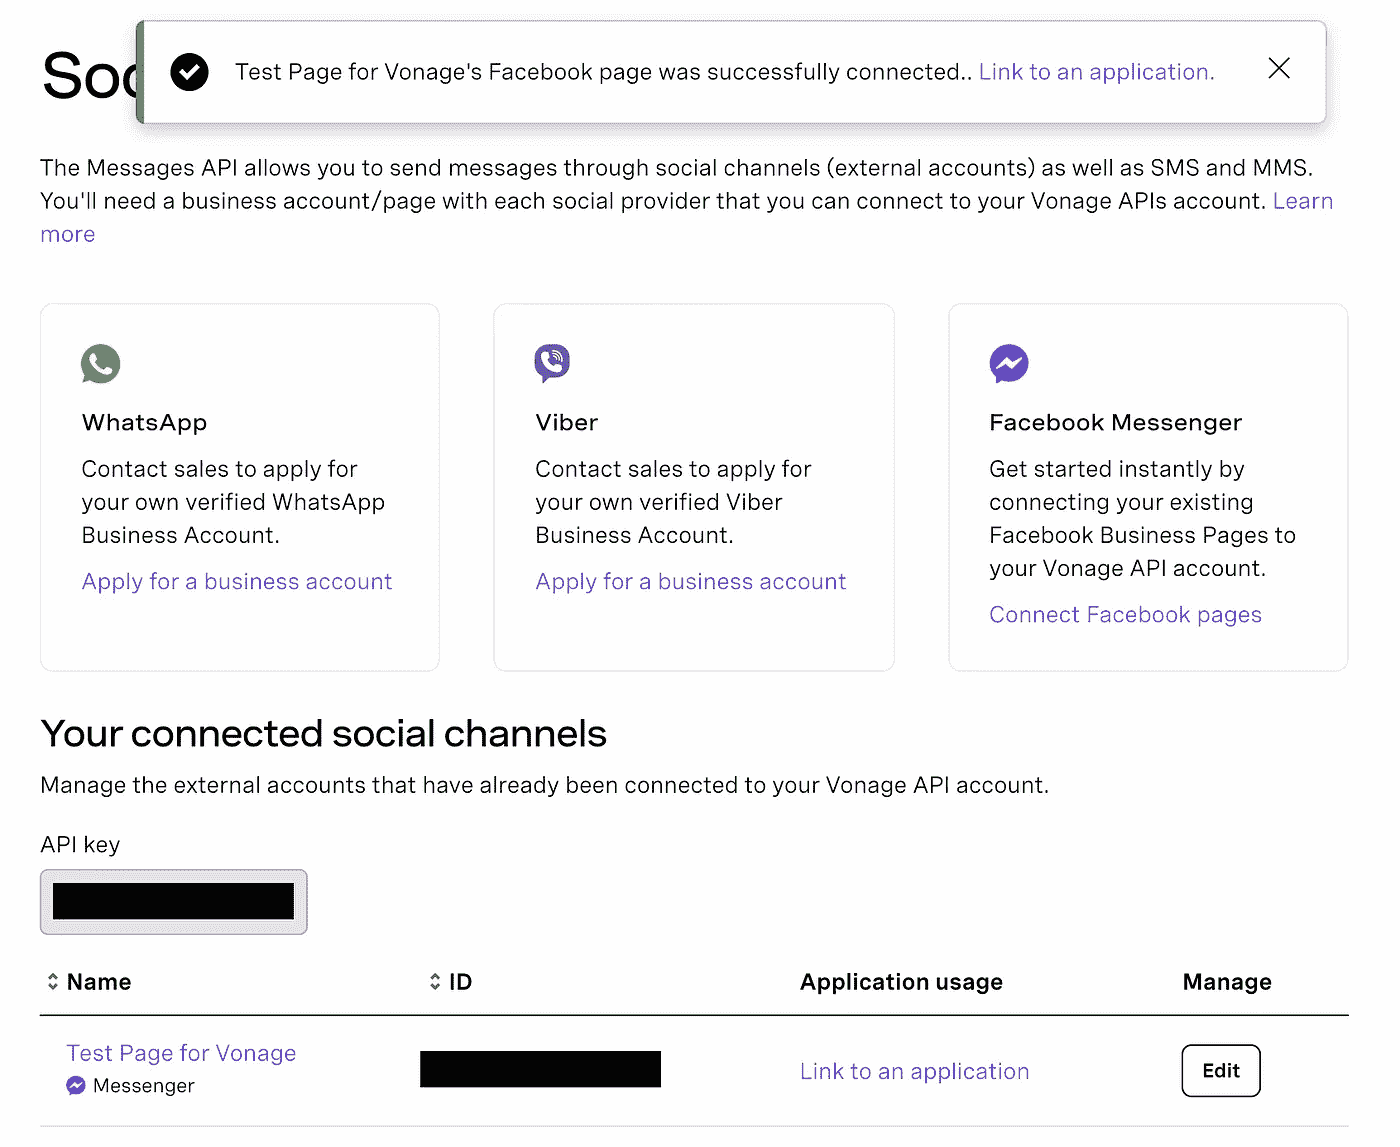 Soc
Test Page for Vonage's Facebook page was successfully connected.. Link to an application.
The Messages API allows you to send messages through social channels (external accounts) as well as SMS and MMS.
You'll need a business account/page with each social provider that you can connect to your Vonage APIs account. Learn
more
WhatsApp
Contact sales to apply for
your own verified WhatsApp
Business Account.
Apply for a business account
Viber
Contact sales to apply for
your own verified Viber
Business Account.
Apply for a business account
Facebook Messenger
Get started instantly by
connecting your existing
Facebook Business Pages to
your Vonage API account.
Connect Facebook pages
Your connected social channels
Manage the external accounts that have already been connected to your Vonage API account.
API key
Name ID Application usage Manage
Test Page for Vonage
Messenger
Link to an application
Edit